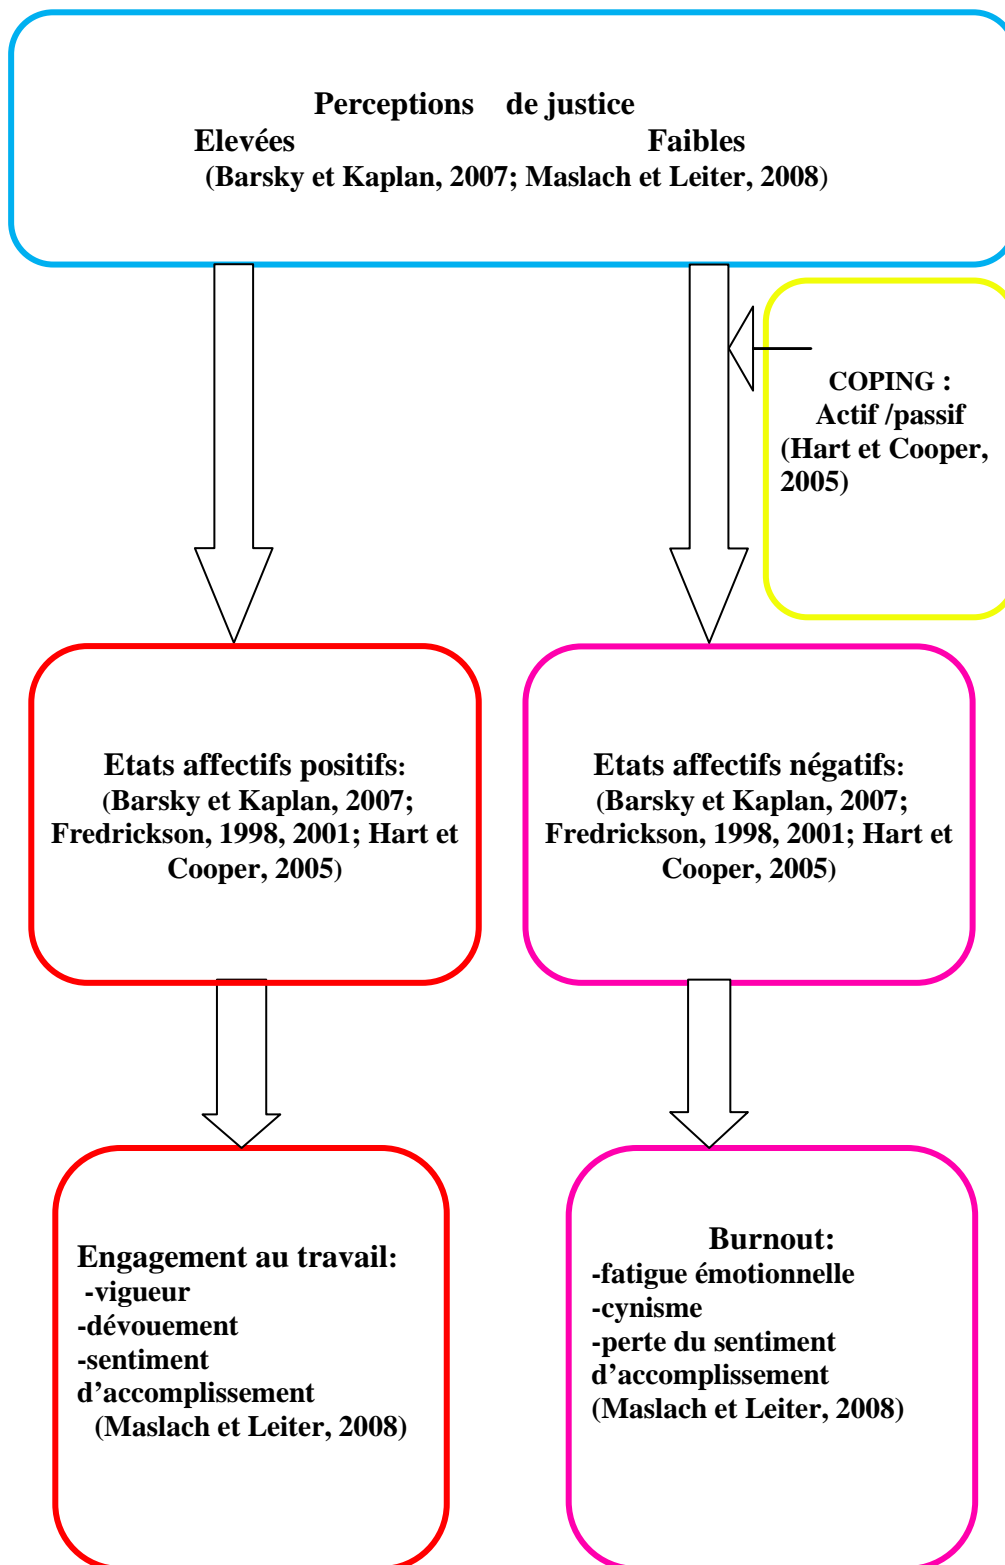 Perceptions de justice
Elevées Faibles
(Barsky et Kaplan, 2007; Maslach et Leiter, 2008)
COPING :
Actif /passif
(Hart et Cooper,
2005)
Etats affectifs positifs:
(Barsky et Kaplan, 2007;
Fredrickson, 1998, 2001; Hart et
Cooper, 2005)
Etats affectifs négatifs:
(Barsky et Kaplan, 2007;
Fredrickson, 1998, 2001; Hart et
Cooper, 2005)
Engagement au travail:
-vigueur
-dévouement
-sentiment
d’accomplissement
(Maslach et Leiter, 2008)
Burnout:
-fatigue émotionnelle
-cynisme
-perte du sentiment
d’accomplissement
(Maslach et Leiter, 2008)